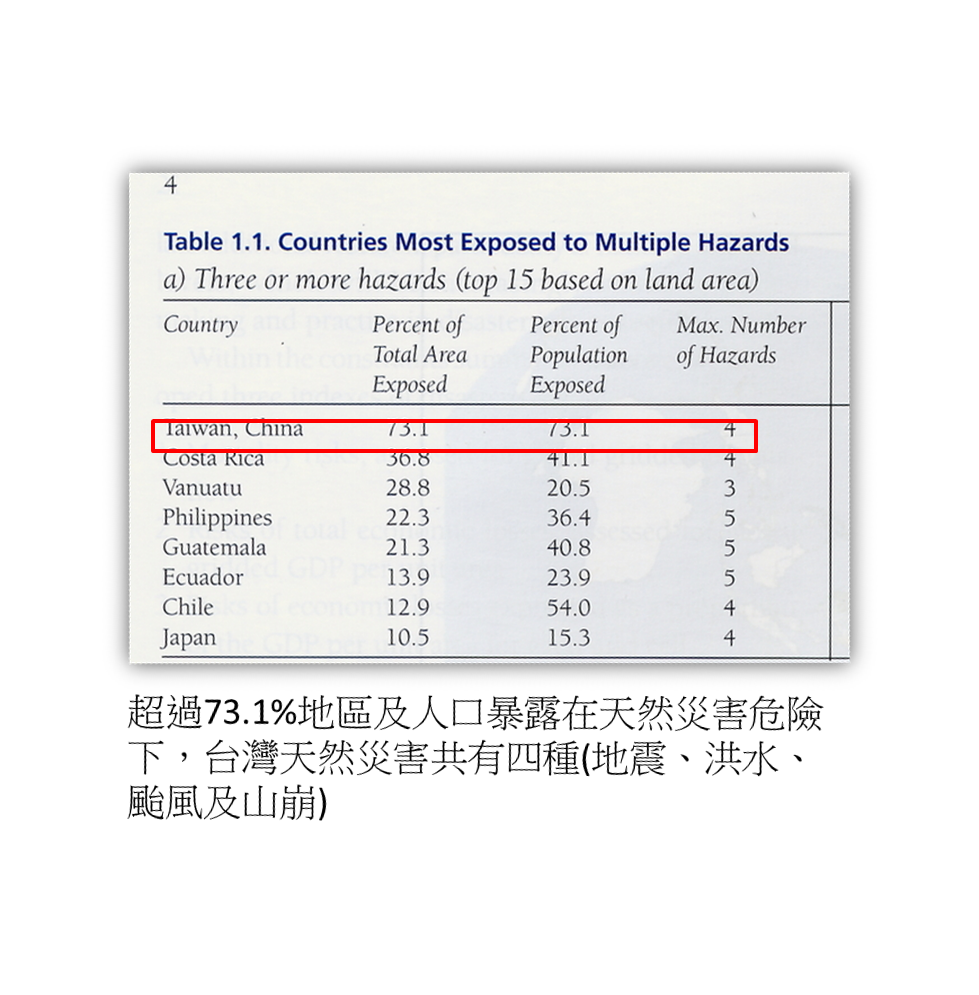 4
Table 1.1. Countries Most Exposed to Multiple Hazards
a) Three or more hazards (top 15 based on land area)
Country Percent of Total Area Exposed Percent of Population Exposed Max. Number of Hazards
Taiwan, China 73.1 73.1 4
Costa Rica 36.8 41.1 4
Vanuatu 28.8 20.5 3
Philippines 22.3 36.4 5
Guatemala 21.3 40.8 5
Ecuador 13.9 23.9 5
Chile 12.9 54.0 4
Japan 10.5 15.3 4
超過73.1%地區及人口暴露在天然災害危險
下，台灣天然災害共有四種(地震、洪水、
颱風及山崩)